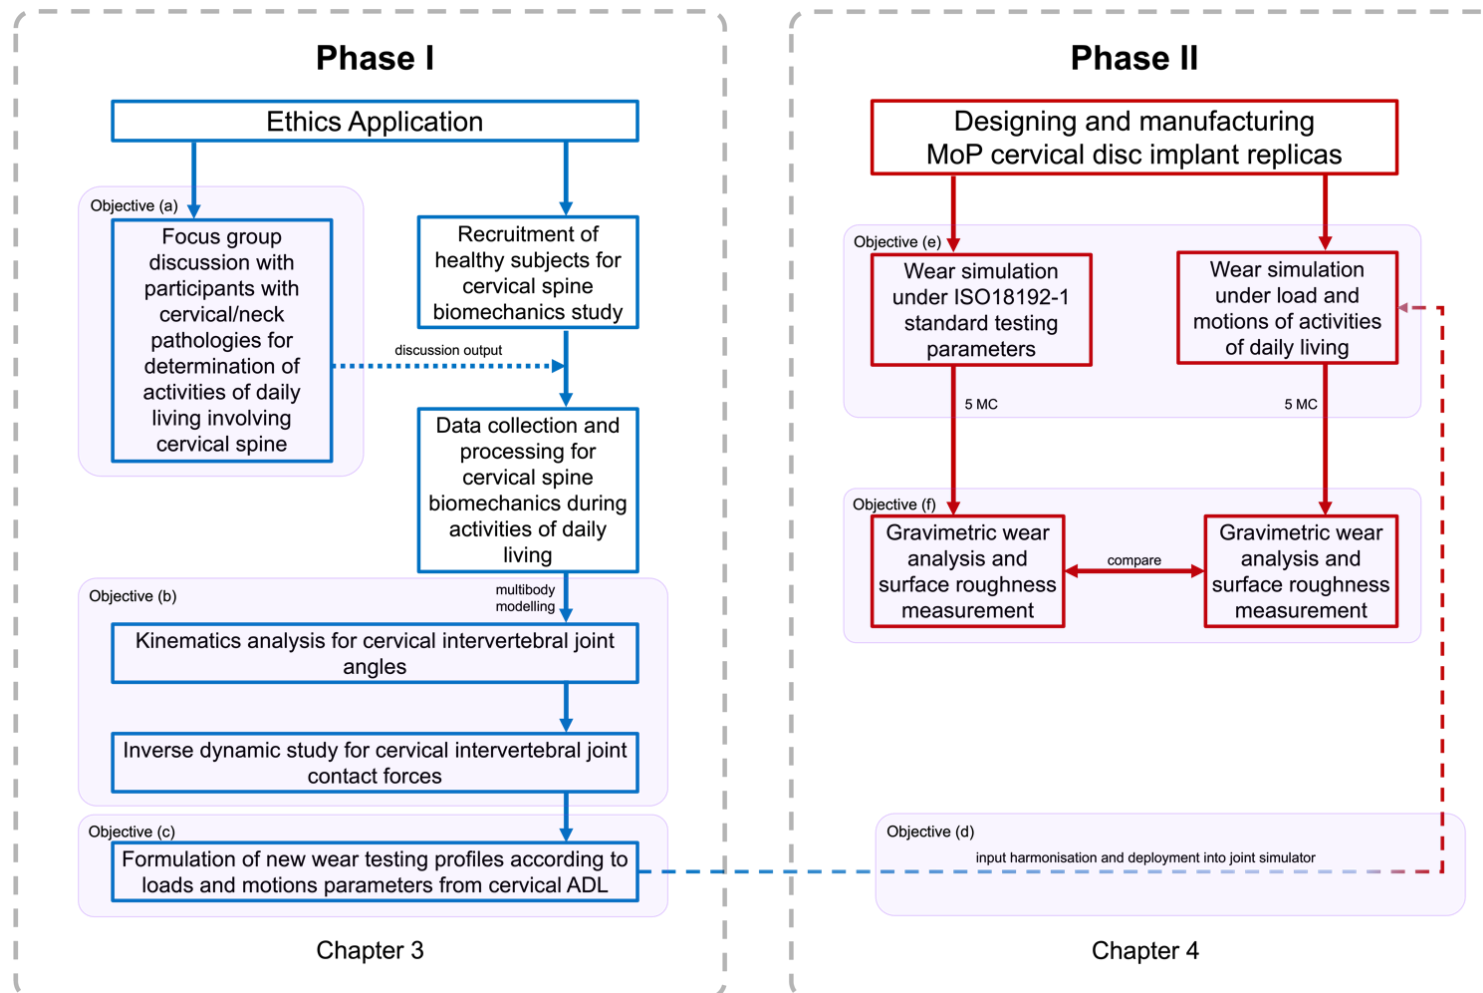 Phase I
Ethics Application
Objective (a)
Focus group
discussion with
participants with
cervical/neck
pathologies for
determination of
activities of daily
living involving
cervical spine
Recruitment of
healthy subjects for
cervical spine
biomechanics study
discussion output
Data collection and
processing for
cervical spine
biomechanics during
activities of daily
living
Objective (b)
multibody
modelling
Kinematics analysis for cervical intervertebral joint
angles
Inverse dynamic study for cervical intervertebral joint
contact forces
Objective (c)
Formulation of new wear testing profiles according to
loads and motions parameters from cervical ADL
Chapter 3
Phase II
Designing and manufacturing
MoP cervical disc implant replicas
Objective (e)
Wear simulation
under ISO18192-1
standard testing
parameters
Wear simulation
under load and
motions of activities
of daily living
5 MC
5 MC
Objective (f)
Gravimetric wear
analysis and
surface roughness
measurement
compare
Gravimetric wear
analysis and
surface roughness
measurement
Objective (d)
input harmonisation and deployment into joint simulator
Chapter 4